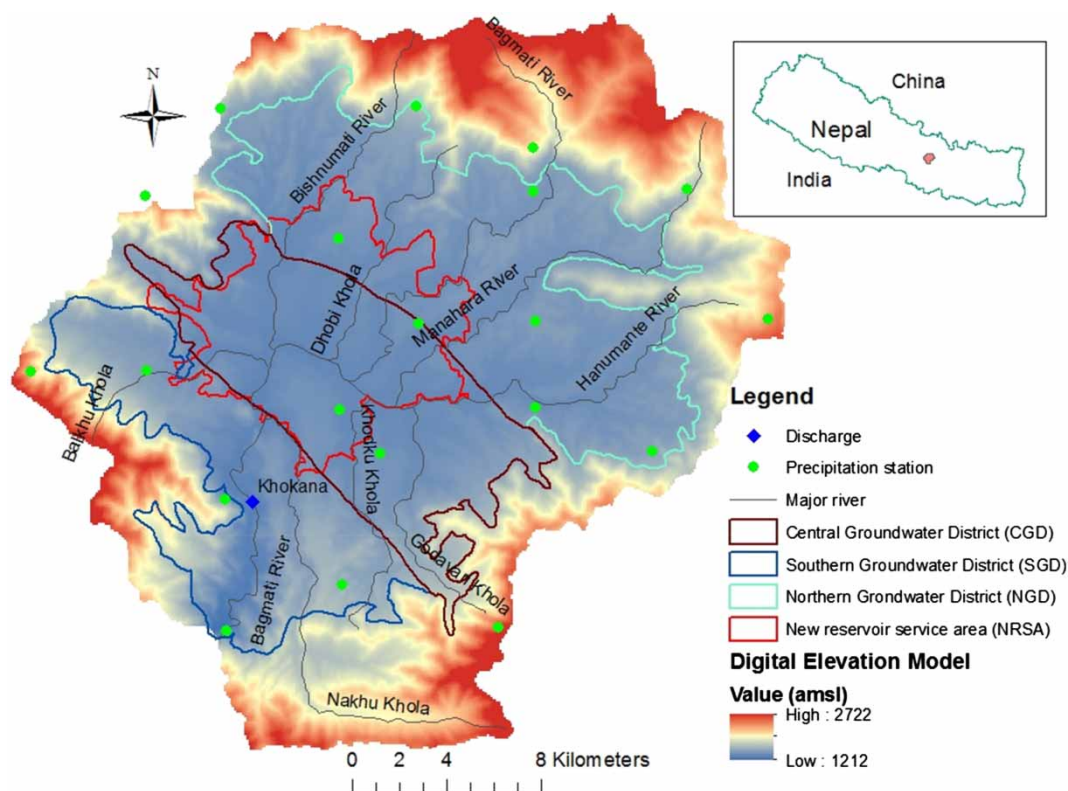 N
Bagmati River
Bishnumati River
China
Nepal
India
Dhobi Khola
Manahara River
Hanumante River
Balkhu Khola
Khodku Khola
Khokana
Godavari Khola
Bagmati River
Nakhu Khola
Legend
Discharge
Precipitation station
Major river
Central Groundwater District (CGD)
Southern Groundwater District (SGD)
Northern Grondwater District (NGD)
New reservoir service area (NRSA)
Digital Elevation Model
Value (amsl)
High : 2722
Low : 1212
0 2 4 8 Kilometers